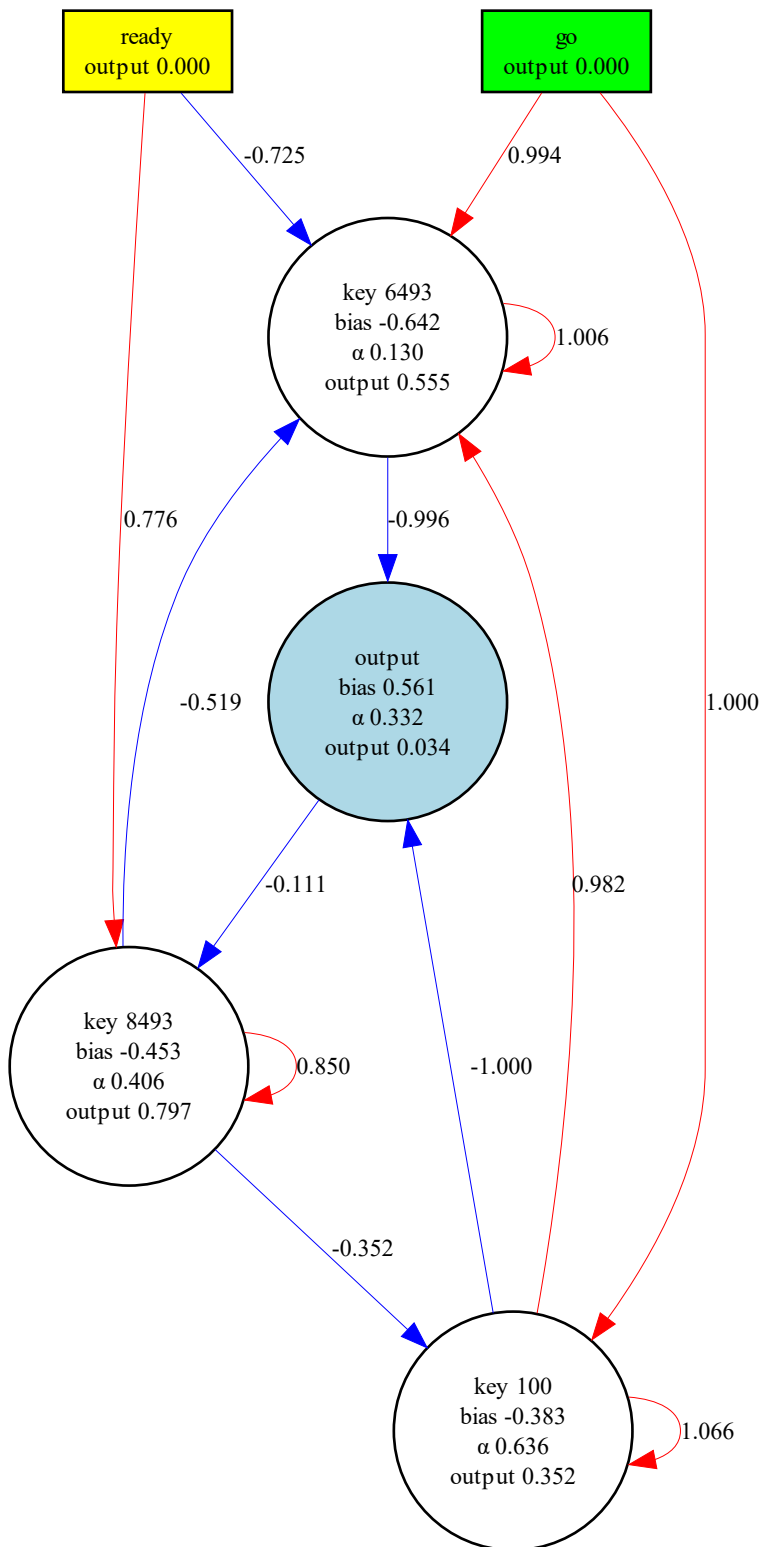 ready
output 0.000
go
output 0.000
-0.725
0.994
key 6493
bias -0.642
α 0.130
output 0.555
1.006
0.776
-0.996
-0.519
output
bias 0.561
α 0.332
output 0.034
1.000
-0.111
0.982
key 8493
bias -0.453
α 0.406
output 0.797
0.850
-1.000
-0.352
key 100
bias -0.383
α 0.636
output 0.352
1.066